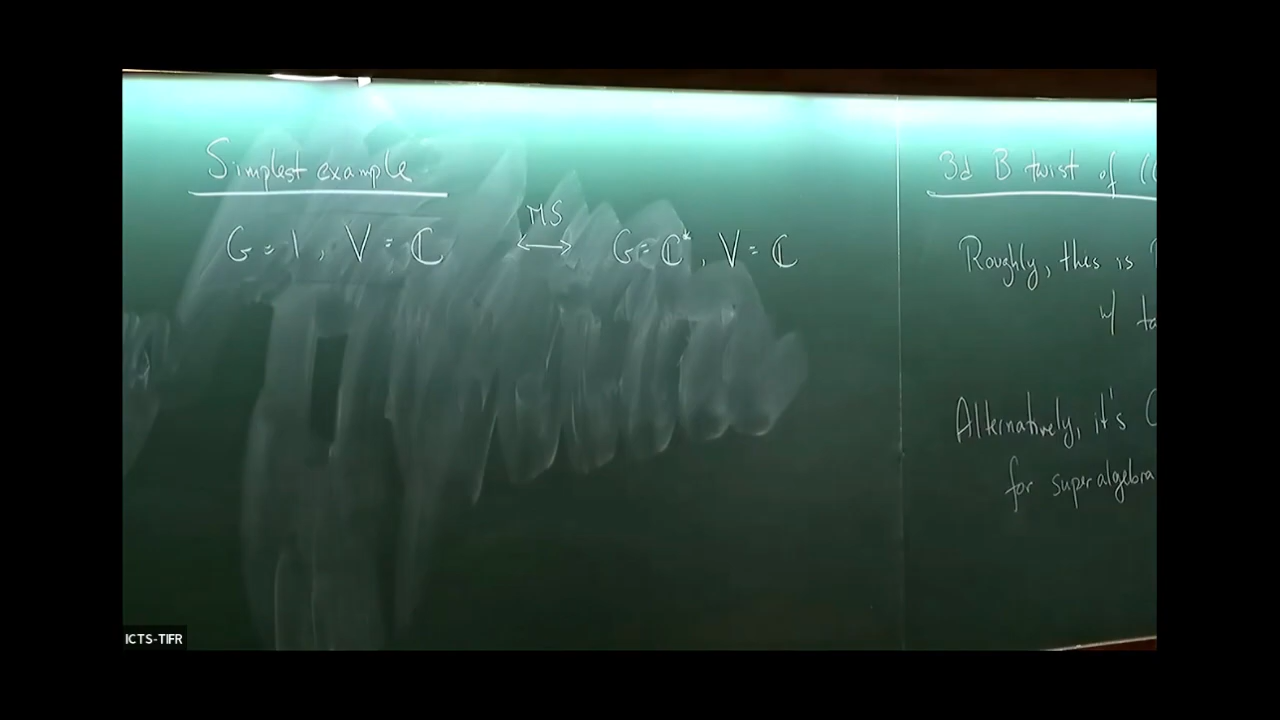 Simplest example
MS
G = 1, V = ℂ ⟷ G = ℂ*, V = ℂ
3d B twist of (
Roughly, this is
w/
Alternatively, it's
for superalgebra
ICTS-TIFR